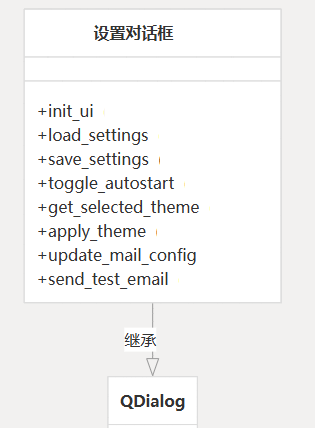 设置对话框
+init_ui
+load_settings
+save_settings
+toggle_autostart
+get_selected_theme
+apply_theme
+update_mail_config
+send_test_email
继承
QDialog